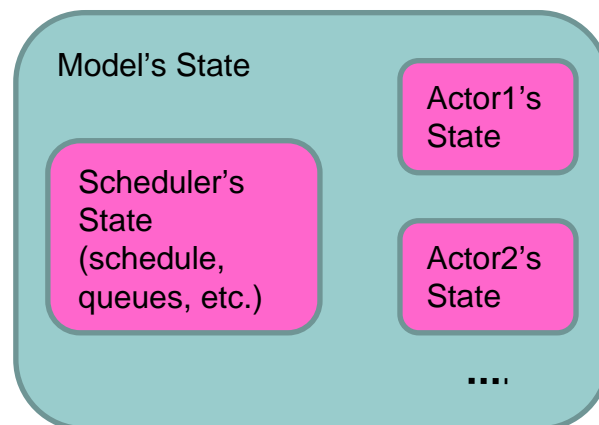 Model’s State
Scheduler’s
State
(schedule,
queues, etc.)
Actor1’s
State
Actor2’s
State
....